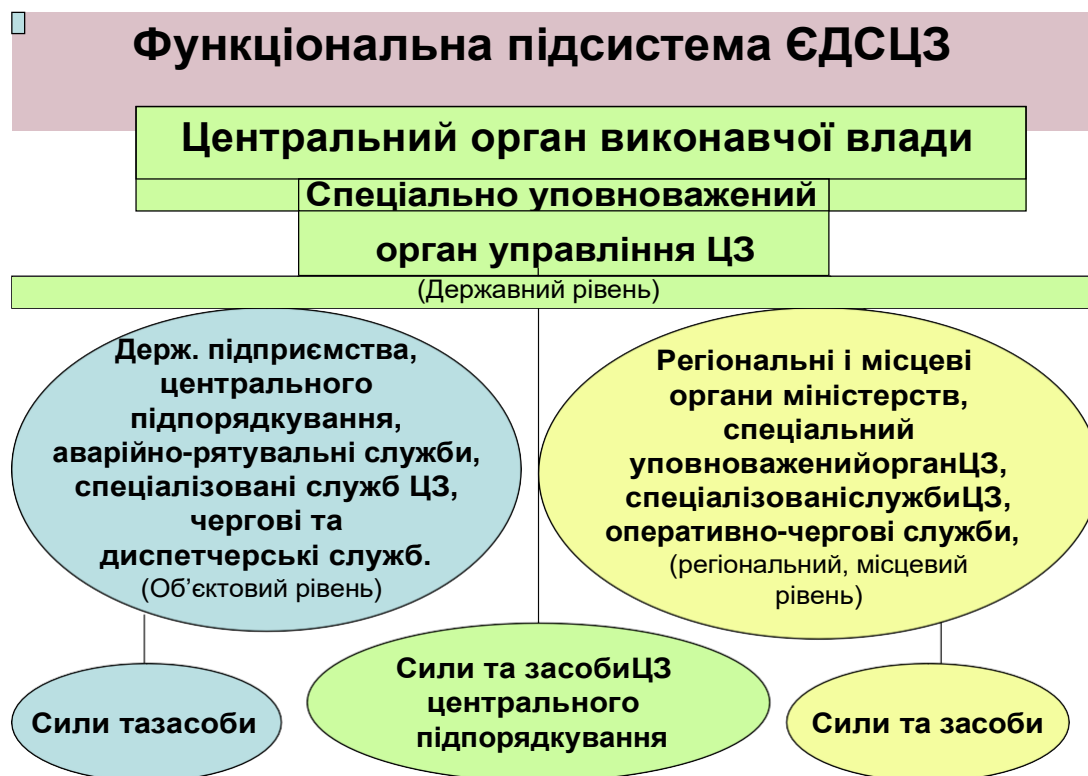 Функціональна підсистема ЄДСЦЗ
Центральний орган виконавчої влади
Спеціально уповноважений
орган управління ЦЗ
(Державний рівень)
Держ. підприємства,
центрального
підпорядкування,
аварійно-рятувальні служби,
спеціалізовані служб ЦЗ,
чергові та
диспетчерські служб.
(Об’єктовий рівень)
Регіональні і місцеві
органи міністерств,
спеціальний
уповноваженийорганЦЗ,
спеціалізованіслужбиЦЗ,
оперативно-чергові служби,
(регіональний, місцевий
рівень)
Сили тазасоби
Сили та засобиЦЗ
центрального
підпорядкування
Сили та засоби